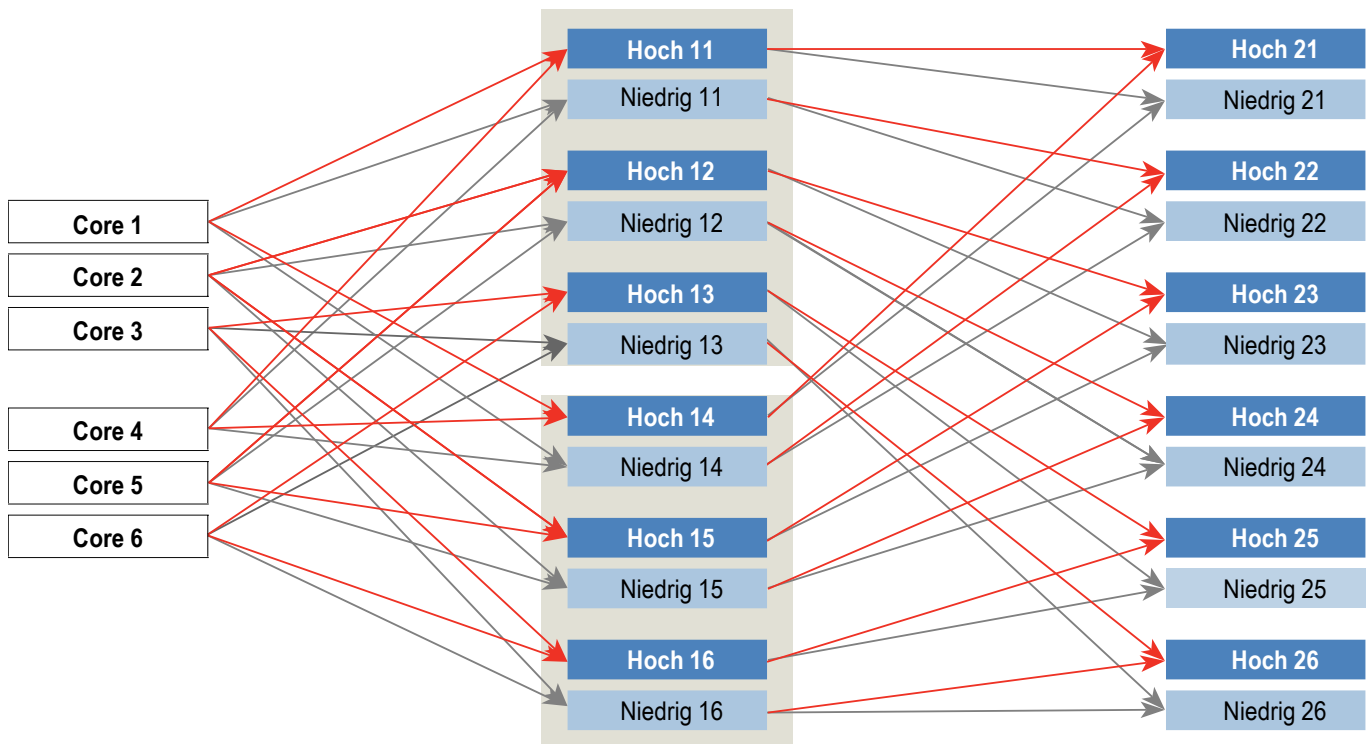 Core 1
Core 2
Core 3
Core 4
Core 5
Core 6
Hoch 11
Niedrig 11
Hoch 12
Niedrig 12
Hoch 13
Niedrig 13
Hoch 14
Niedrig 14
Hoch 15
Niedrig 15
Hoch 16
Niedrig 16
Hoch 21
Niedrig 21
Hoch 22
Niedrig 22
Hoch 23
Niedrig 23
Hoch 24
Niedrig 24
Hoch 25
Niedrig 25
Hoch 26
Niedrig 26